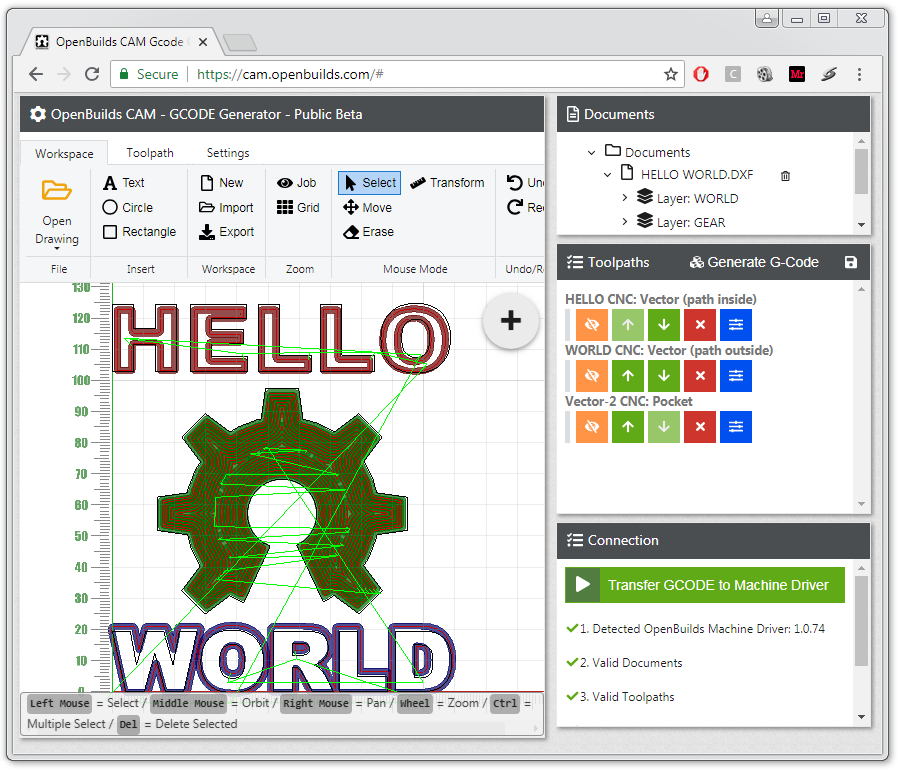 OpenBuilds CAM Gcode
Secure
https://cam.openbuilds.com/#
C
Mr
OpenBuilds CAM - GCODE Generator - Public Beta
Workspace
Toolpath
Settings
Open
Drawing
File
A Text
Circle
Rectangle
Insert
New
Import
Export
Workspace
Job
Grid
Zoom
Select
Transform
Move
Erase
Mouse Mode
Un
Re
Undo/R
130
120
110
100
90
80
70
60
50
40
30
20
10
HELLO
WORLD
+
Left Mouse = Select / Middle Mouse = Orbit / Right Mouse = Pan / Wheel = Zoom / Ctrl =
Multiple Select / Del = Delete Selected
Documents
Documents
HELLO WORLD.DXF
Layer: WORLD
Layer: GEAR
Toolpaths
Generate G-Code
HELLO CNC: Vector (path inside)
WORLD CNC: Vector (path outside)
Vector-2 CNC: Pocket
Connection
Transfer GCODE to Machine Driver
1. Detected OpenBuilds Machine Driver: 1.0.74
2. Valid Documents
3. Valid Toolpaths